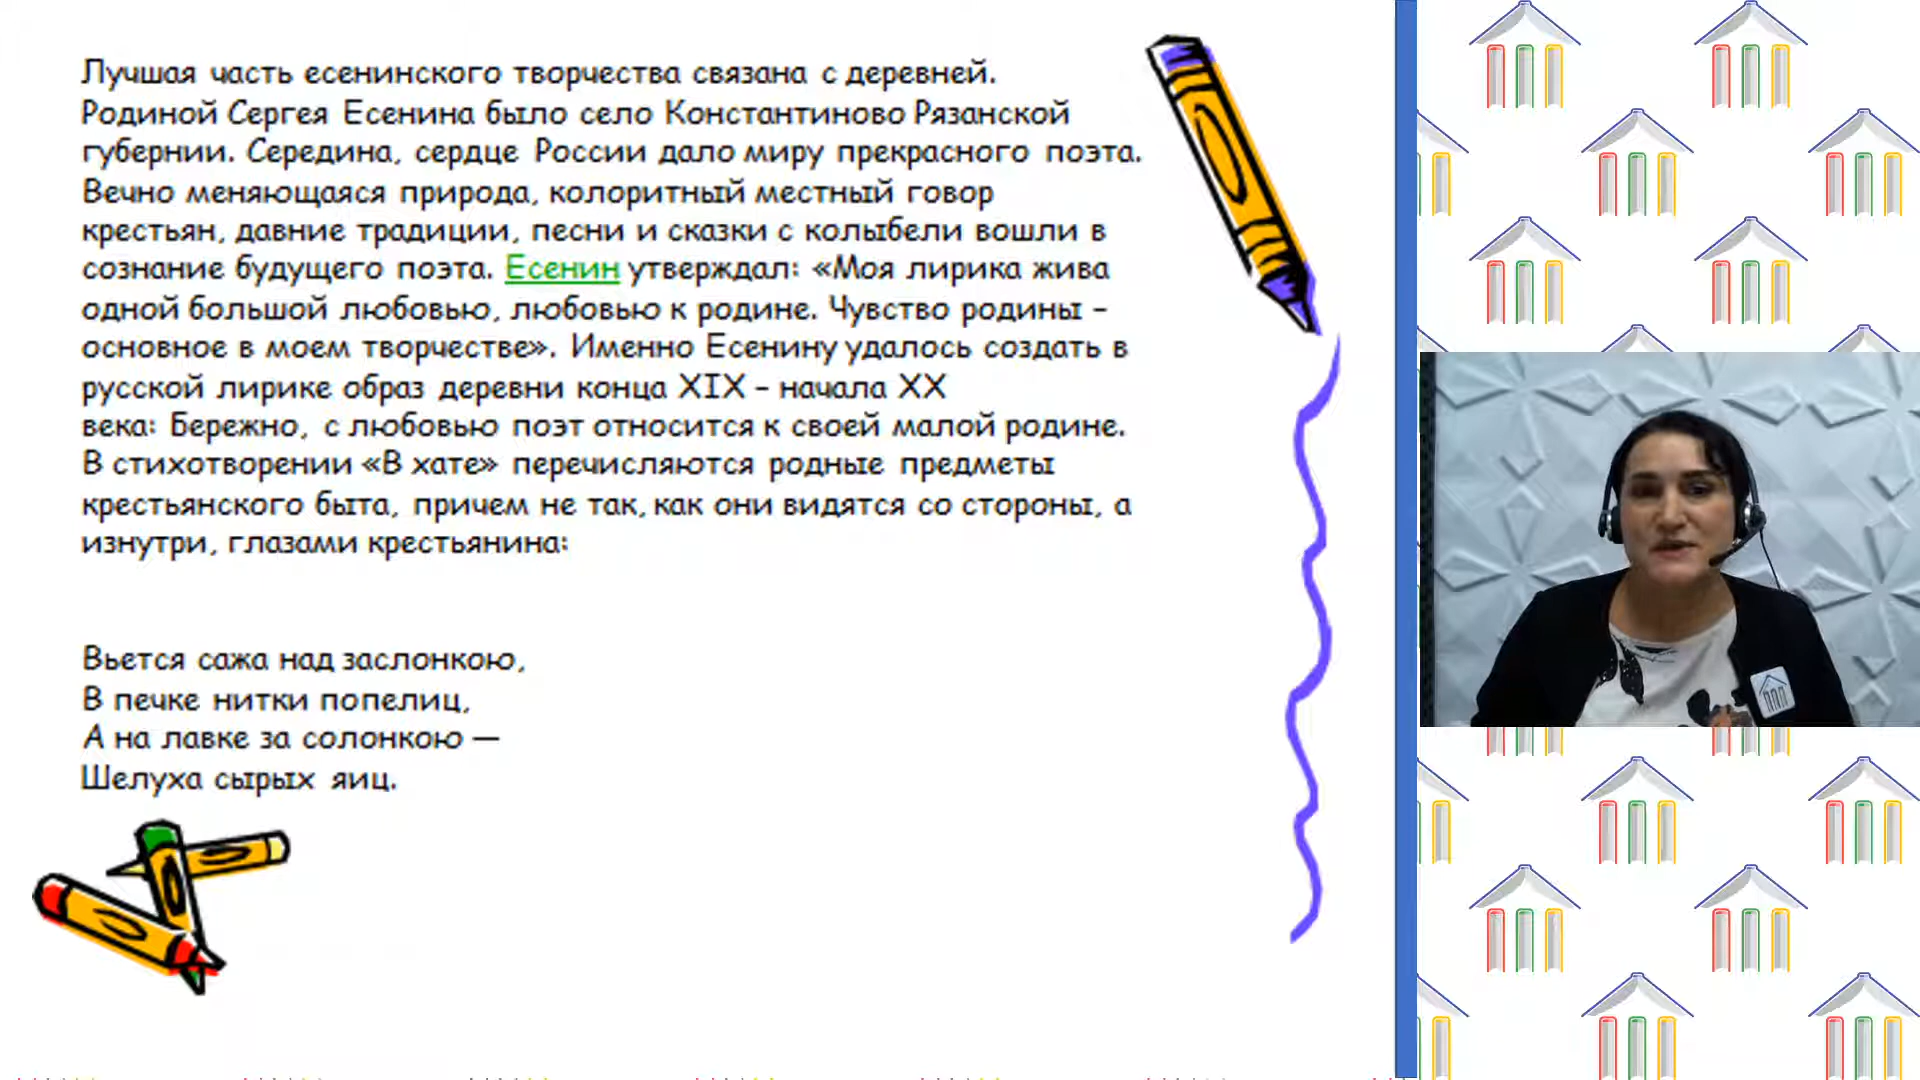 Лучшая часть есенинского творчества связана с деревней.
Родиной Сергея Есенина было село Константиново Рязанской
губернии. Середина, сердце России дало миру прекрасного поэта.
Вечно меняющаяся природа, колоритный местный говор
крестьян, давние традиции, песни и сказки с колыбели вошли в
сознание будущего поэта. Есенин утверждал: «Моя лирика жива
одной большой любовью, любовью к родине. Чувство родины –
основное в моем творчестве». Именно Есенину удалось создать в
русской лирике образ деревни конца XIX – начала XX
века: Бережно, с любовью поэт относится к своей малой родине.
В стихотворении «В хате» перечисляются родные предметы
крестьянского быта, причем не так, как они видятся со стороны, а
изнутри, глазами крестьянина:
Вьется сажа над заслонкою,
В печке нитки попелиц,
А на лавке за солонкою —
Шелуха сырых яиц.